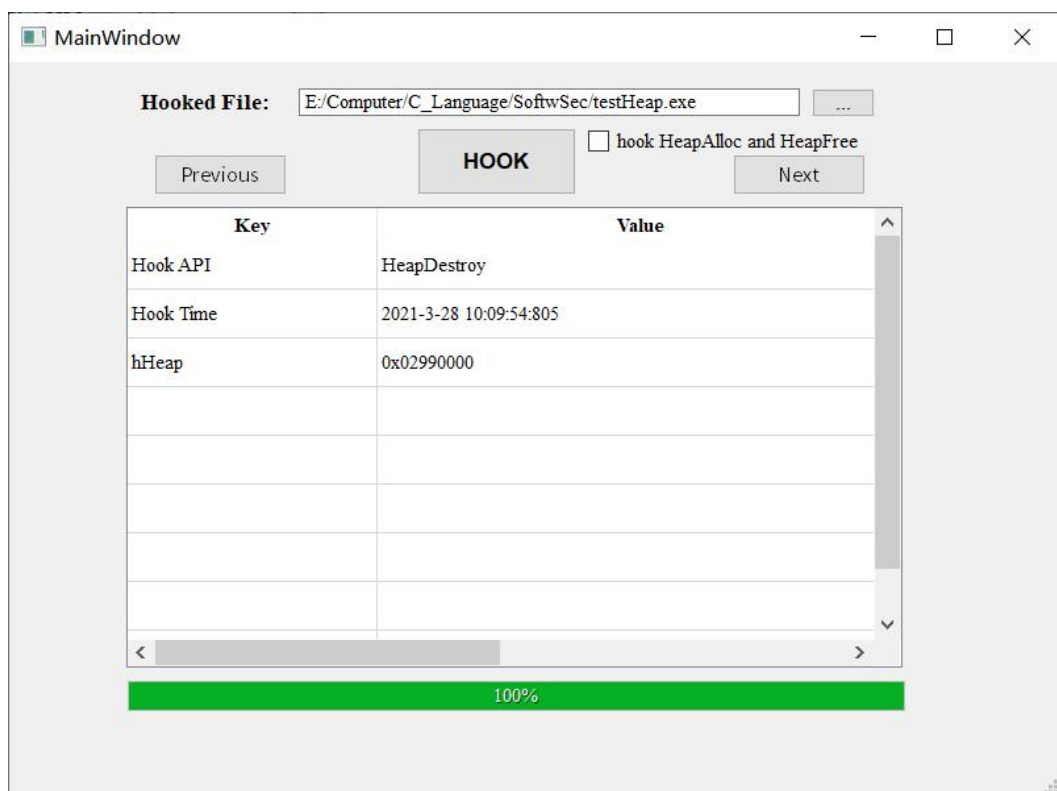 MainWindow
Hooked File: E:/Computer/C_Language/SoftwSec/testHeap.exe ...
HOOK
hook HeapAlloc and HeapFree
Previous
Next
Key Value
Hook API HeapDestroy
Hook Time 2021-3-28 10:09:54:805
hHeap 0x02990000
100%